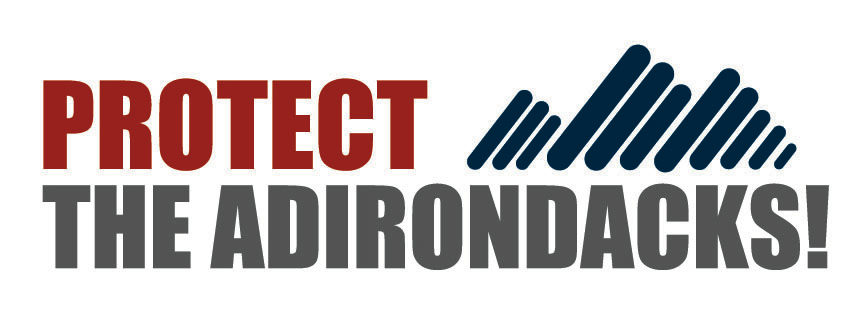 PROTECT
THE ADIRONDACKS!